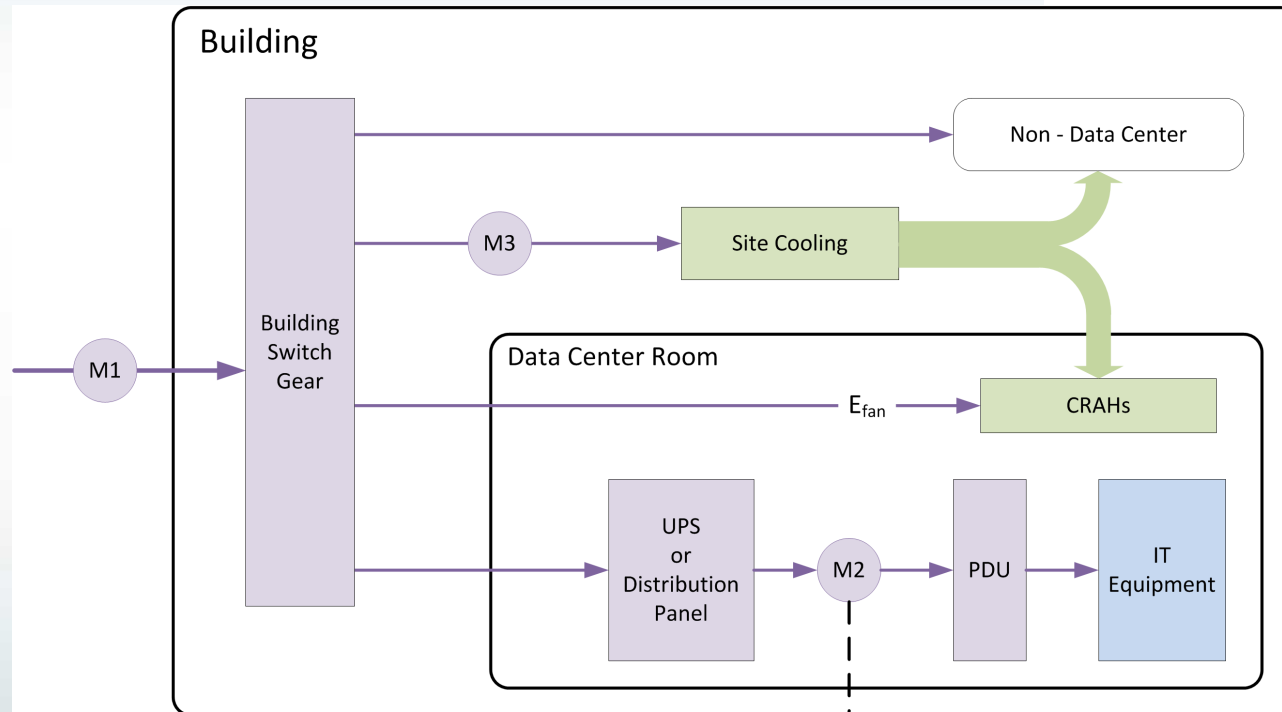 Building
Non - Data Center
M3
Site Cooling
Building
Switch
Gear
M1
Data Center Room
Efan
CRAHs
UPS
or
Distribution
Panel
M2
PDU
IT
Equipment